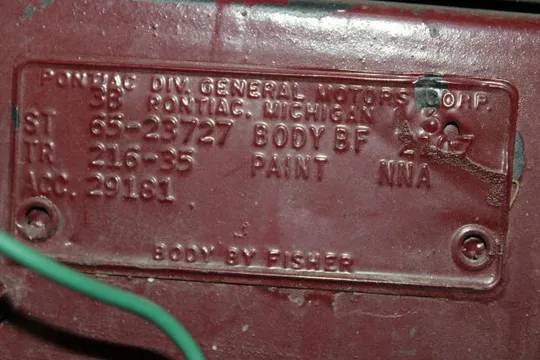 PONTIAC DIV. GENERAL MOTORS CORP.
3B PONTIAC, MICHIGAN
ST 65-23727 BODY BF
TR 216-35 PAINT NNA
ACC. 29181
BODY BY FISHER